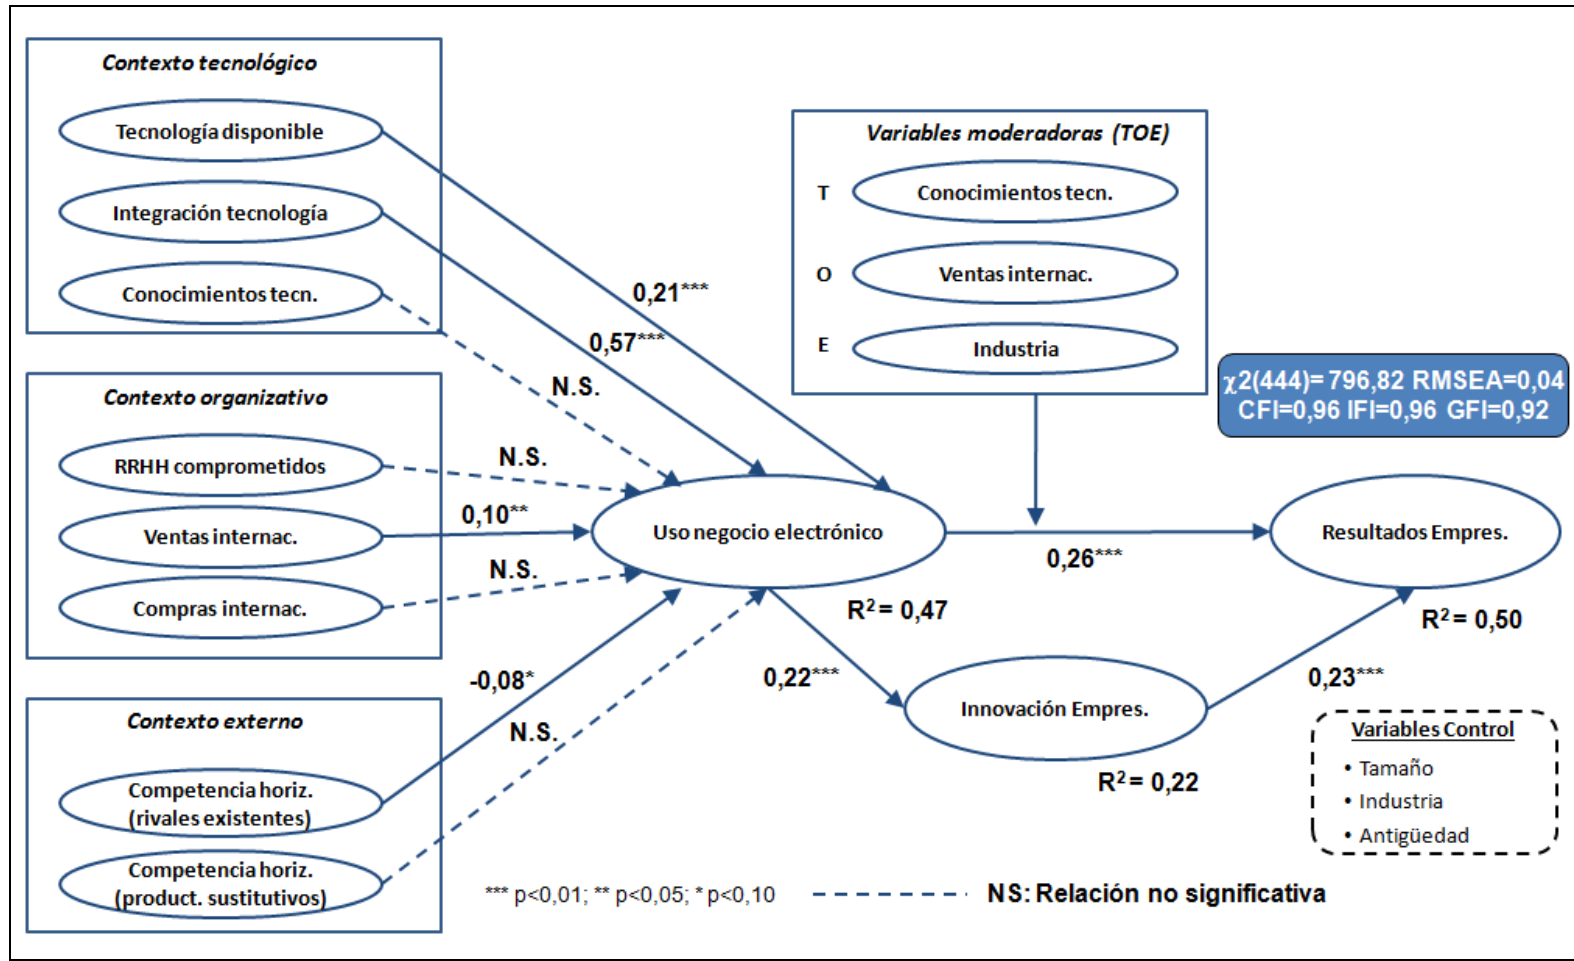 Contexto tecnológico
Tecnología disponible
Integración tecnología
Conocimientos tecn.
0,21***
0,57***
N.S.
Contexto organizativo
RRHH comprometidos
Ventas internac.
Compras internac.
N.S.
0,10**
N.S.
Contexto externo
Competencia horiz.
(rivales existentes)
Competencia horiz.
(product. sustitutivos)
-0,08*
N.S.
Variables moderadoras (TOE)
T
Conocimientos tecn.
O
Ventas internac.
E
Industria
χ2(444)= 796,82 RMSEA=0,04
CFI=0,96 IFI=0,96 GFI=0,92
Uso negocio electrónico
R² = 0,47
0,26***
Resultados Empres.
R² = 0,50
0,22***
Innovación Empres.
R² = 0,22
0,23***
Variables Control
• Tamaño
• Industria
• Antigüedad
*** p<0,01; ** p<0,05; * p<0,10
NS: Relación no significativa